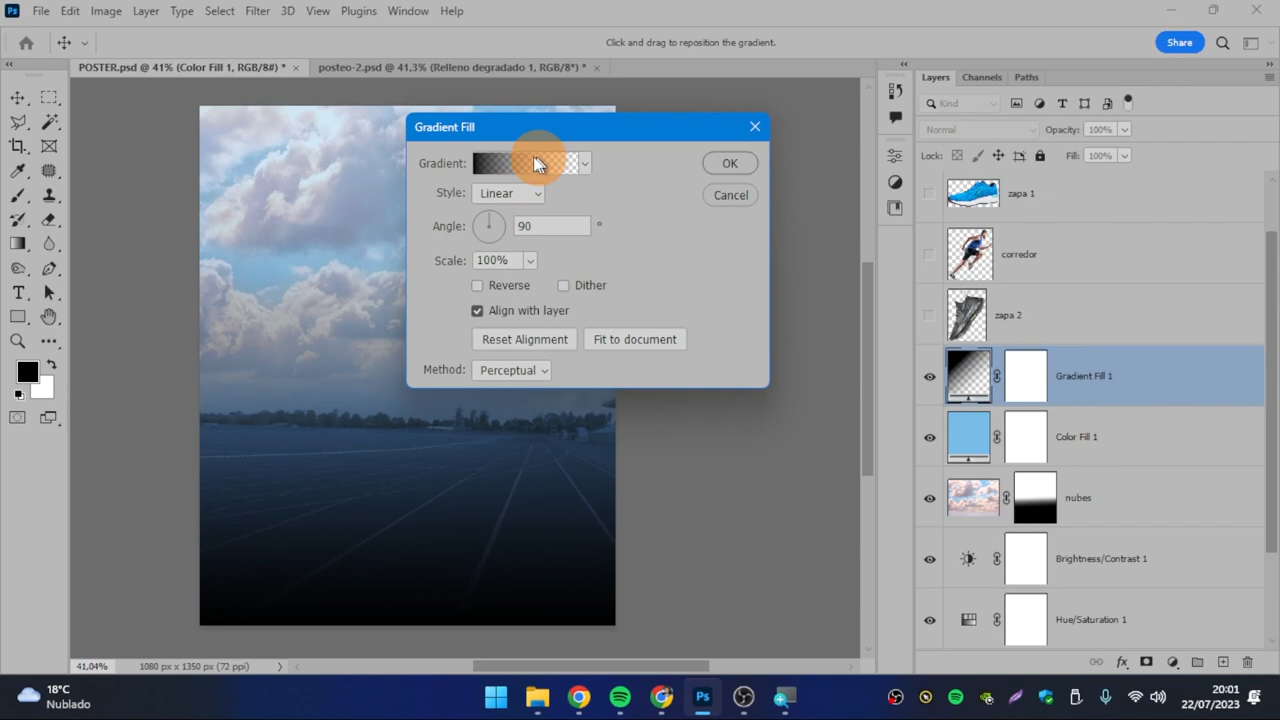 Ps File Edit Image Layer Type Select Filter 3D View Plugins Window Help
Click and drag to reposition the gradient.
Share
POSTER.psd @ 41% (Color Fill 1, RGB/8#) *
posteo-2.psd @ 41,3% (Relleno degradado 1, RGB/8*) *
Layers Channels Paths
Kind
Normal
Opacity: 100%
Lock:
Fill: 100%
Gradient Fill
Gradient:
OK
Style: Linear
Cancel
Angle: 90 °
Scale: 100%
Reverse Dither
Align with layer
Reset Alignment Fit to document
Method: Perceptual
zapa 1
corredor
zapa 2
Gradient Fill 1
Color Fill 1
nubes
Brightness/Contrast 1
Hue/Saturation 1
41,04% 1080 px x 1350 px (72 ppi)
fx
18°C
Nublado
Ps
20:01
22/07/2023